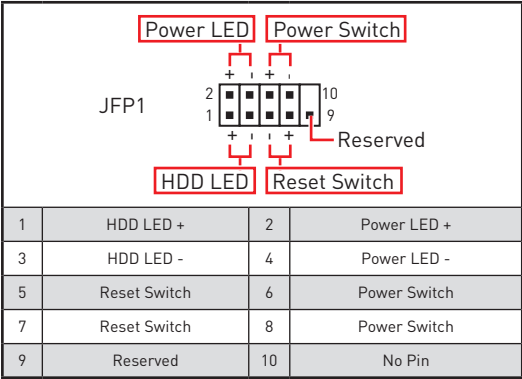 Power LED Power Switch
+ - + -
2 10
JFP1
1 9
+ - - +
Reserved
HDD LED Reset Switch
1 HDD LED + 2 Power LED +
3 HDD LED - 4 Power LED -
5 Reset Switch 6 Power Switch
7 Reset Switch 8 Power Switch
9 Reserved 10 No Pin